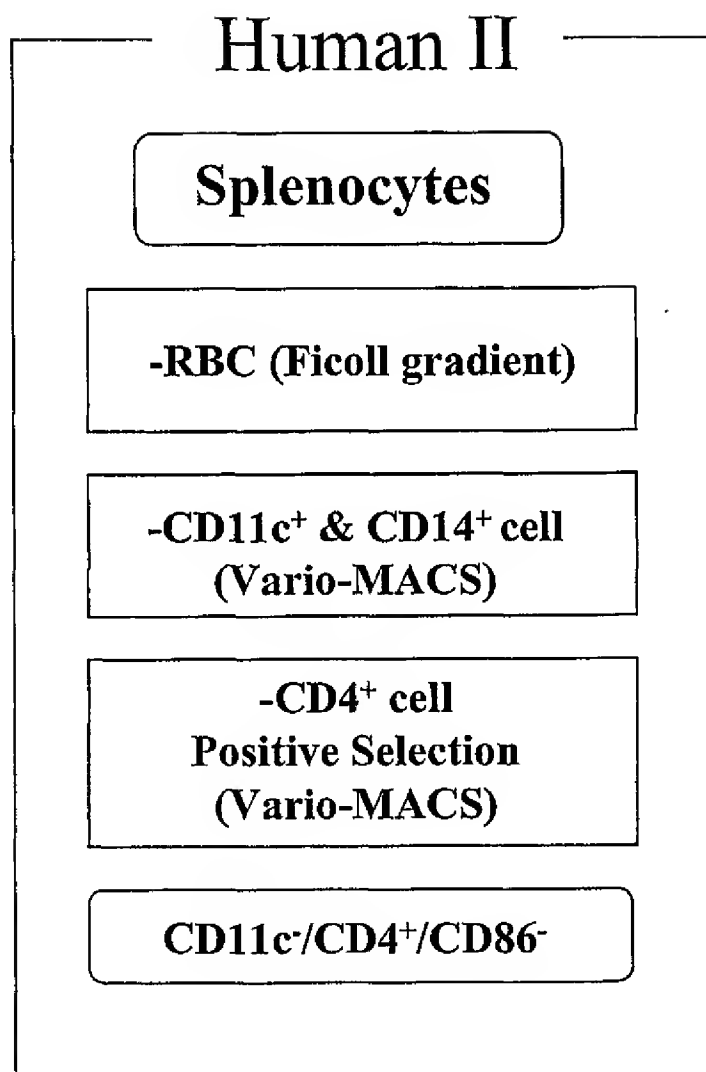 Human II
Splenocytes
-RBC (Ficoll gradient)
-CD11c⁺ & CD14⁺ cell
(Vario-MACS)
-CD4⁺ cell
Positive Selection
(Vario-MACS)
CD11c⁻/CD4⁺/CD86⁻